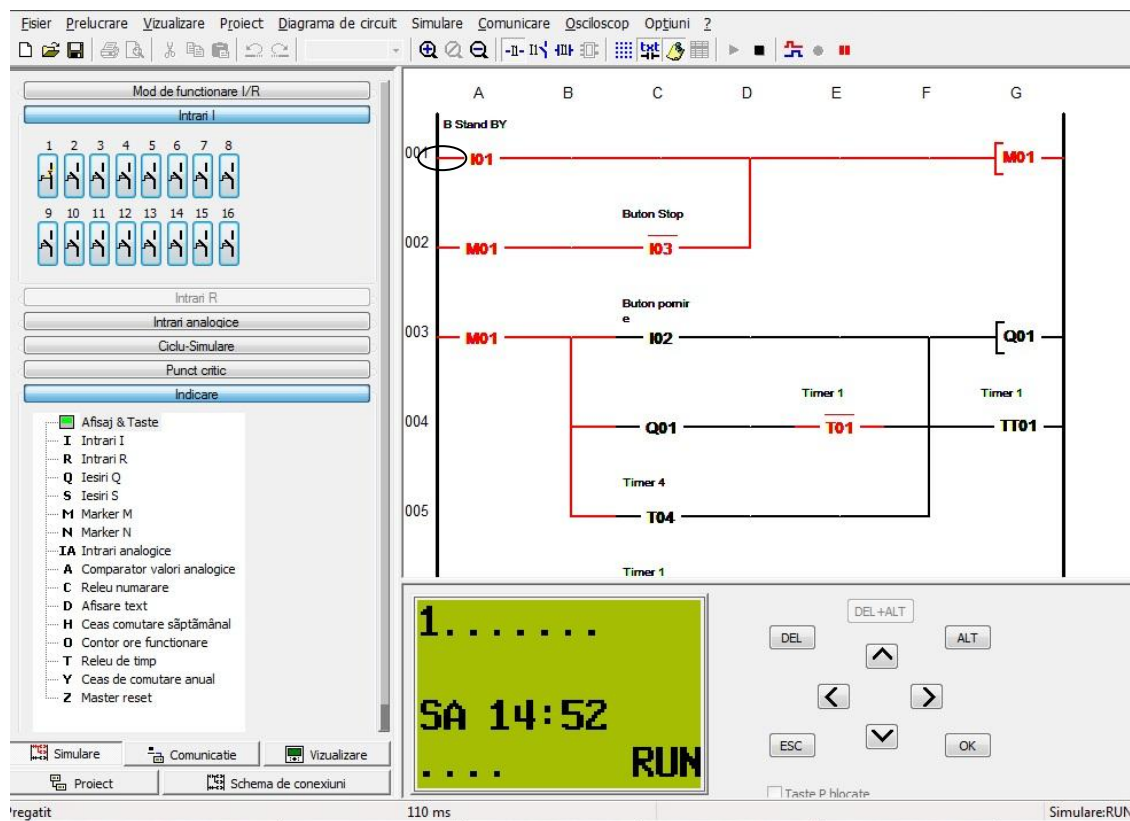 Fisier Prelucrare Vizualizare Proiect Diagrama de circuit Simulare Comunicare Osciloscop Opțiuni ?
Mod de functionare I/R
Intrari I
1 2 3 4 5 6 7 8
9 10 11 12 13 14 15 16
Intrari R
Intrari analogice
Ciclu-Simulare
Punct critic
Indicare
Afisaj & Taste
I Intrari I
R Intrari R
Q Iesiri Q
S Iesiri S
M Marker M
N Marker N
IA Intrari analogice
A Comparator valori analogice
C Releu numarare
D Afisare text
H Ceas comutare săptămânal
O Contor ore functionare
T Releu de timp
Y Ceas de comutare anual
Z Master reset
Simulare Comunicatie Vizualizare
Proiect Schema de conexiuni
A B C D E F G
B Stand BY
001 I01 M01
Buton Stop
002 M01 I03
Buton pornir
e
003 M01 I02 Q01
Timer 1 Timer 1
004 Q01 T01 TT01
Timer 4
005 T04
Timer 1
1.......
SA 14:52
RUN
....
DEL+ALT
DEL ALT
ESC OK
Taste P blocate
regatit 110 ms Simulare:RUN